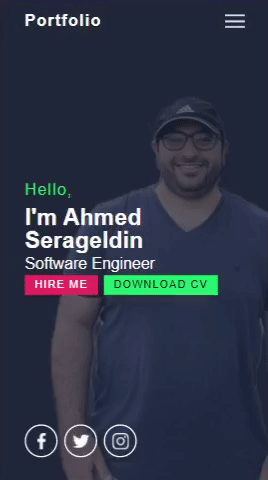 Portfolio
Hello,
I'm Ahmed
Serageldin
Software Engineer
HIRE ME
DOWNLOAD CV